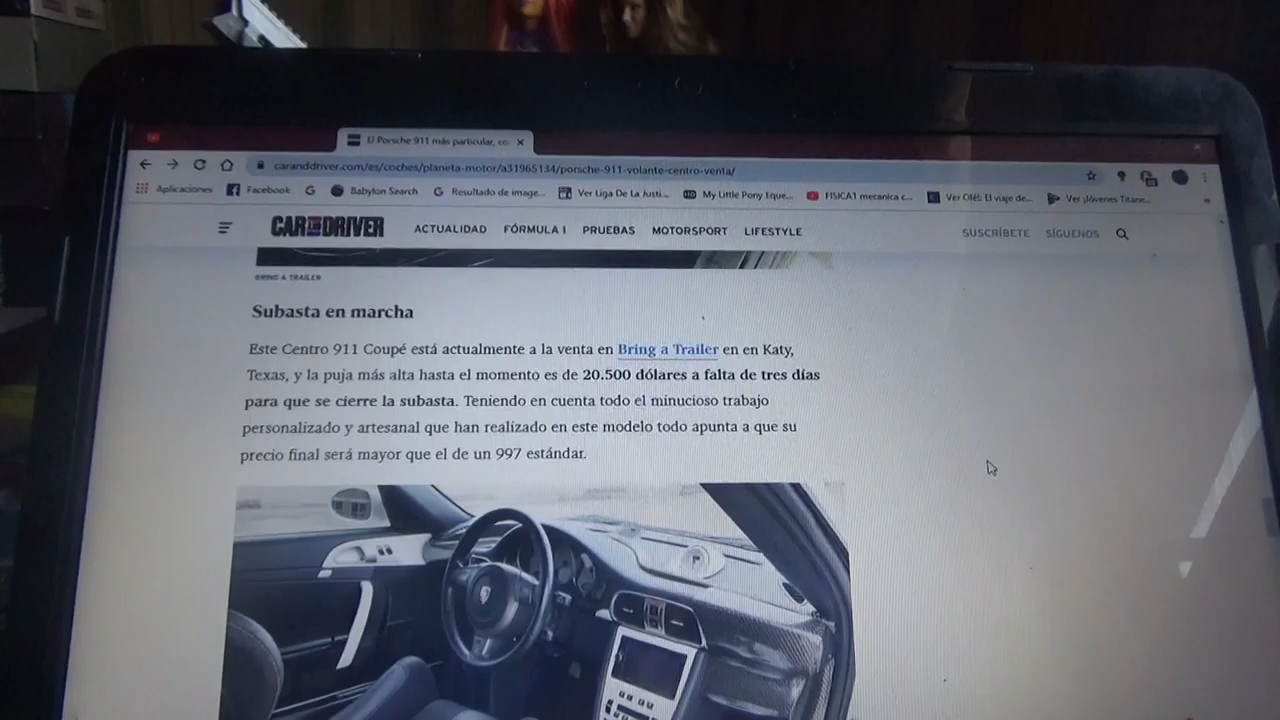 El Porsche 911 más particular, co
caranddriver.com/es/coches/planeta-motor/a31965134/porsche-911-volante-centro-venta/
Aplicaciones Facebook Babylon Search Resultado de image... Ver Liga De La Justi... My Little Pony Eque... FISICA1 mecanica c... Ver Olé!: El viaje de... Ver ¡Jóvenes Titane...
CAR AND DRIVER ACTUALIDAD FÓRMULA 1 PRUEBAS MOTORSPORT LIFESTYLE SUSCRÍBETE SÍGUENOS
BRING A TRAILER
Subasta en marcha
Este Centro 911 Coupé está actualmente a la venta en Bring a Trailer en en Katy,
Texas, y la puja más alta hasta el momento es de 20.500 dólares a falta de tres días
para que se cierre la subasta. Teniendo en cuenta todo el minucioso trabajo
personalizado y artesanal que han realizado en este modelo todo apunta a que su
precio final será mayor que el de un 997 estándar.